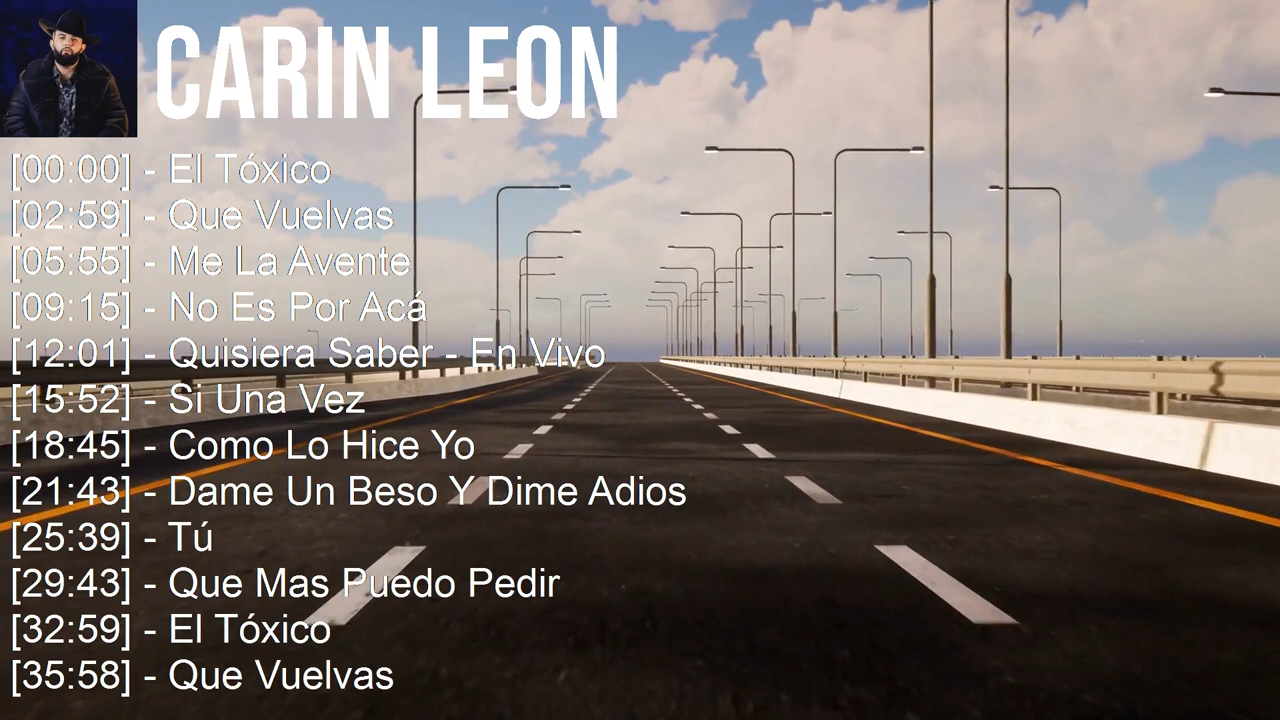 CARIN LEON
[00:00] - El Tóxico
[02:59] - Que Vuelvas
[05:55] - Me La Avente
[09:15] - No Es Por Acá
[12:01] - Quisiera Saber - En Vivo
[15:52] - Si Una Vez
[18:45] - Como Lo Hice Yo
[21:43] - Dame Un Beso Y Dime Adios
[25:39] - Tú
[29:43] - Que Mas Puedo Pedir
[32:59] - El Tóxico
[35:58] - Que Vuelvas